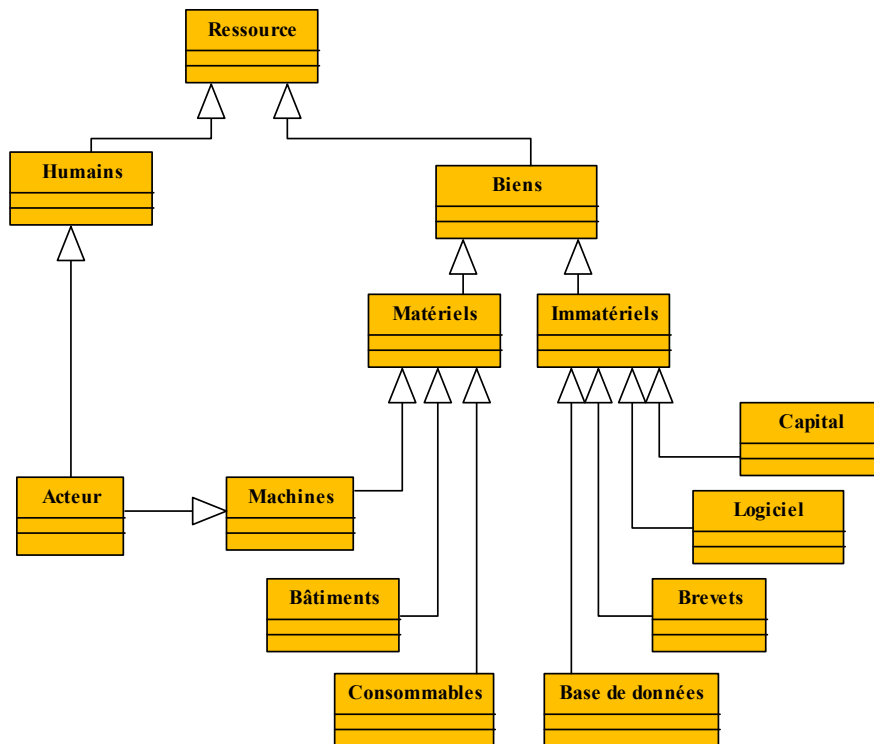 Ressource
Humains
Biens
Matériels
Immatériels
Capital
Acteur
Machines
Logiciel
Bâtiments
Brevets
Consommables
Base de données